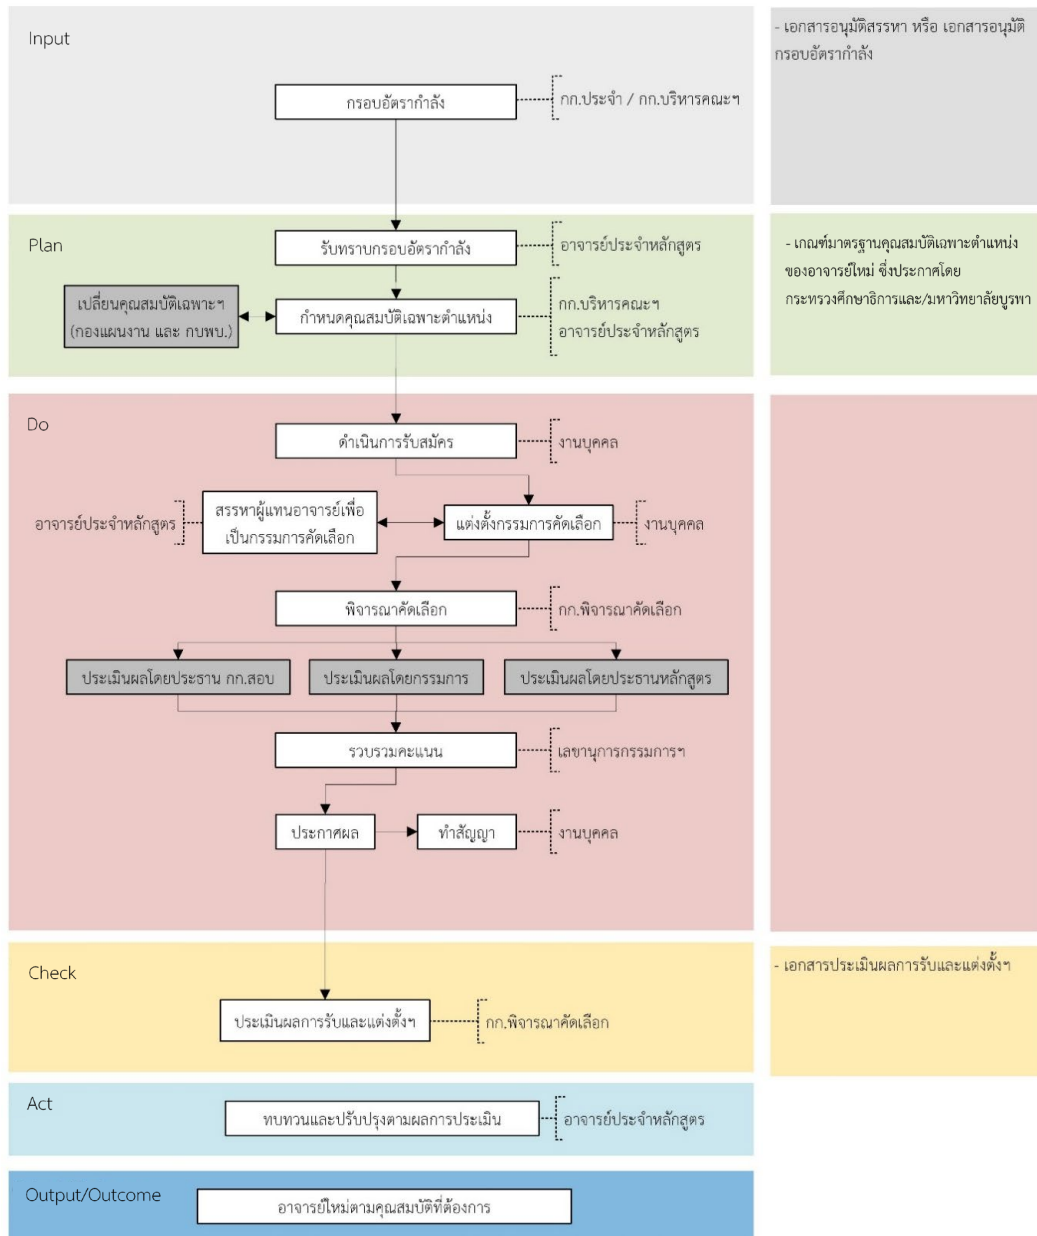 Input
- เอกสารอนุมัติสรรหา หรือ เอกสารอนุมัติ
กรอบอัตรากำลัง
กรอบอัตรากำลัง
กก.ประจำ / กก.บริหารคณะฯ
Plan
รับทราบกรอบอัตรากำลัง
อาจารย์ประจำหลักสูตร
- เกณฑ์มาตรฐานคุณสมบัติเฉพาะตำแหน่ง
ของอาจารย์ใหม่ ซึ่งประกาศโดย
กระทรวงศึกษาธิการและ/มหาวิทยาลัยบูรพา
เปลี่ยนคุณสมบัติเฉพาะฯ
(กองแผนงาน และ กบพบ.)
กำหนดคุณสมบัติเฉพาะตำแหน่ง
กก.บริหารคณะฯ
อาจารย์ประจำหลักสูตร
Do
ดำเนินการรับสมัคร
งานบุคคล
อาจารย์ประจำหลักสูตร
สรรหาผู้แทนอาจารย์เพื่อ
เป็นกรรมการคัดเลือก
แต่งตั้งกรรมการคัดเลือก
งานบุคคล
พิจารณาคัดเลือก
กก.พิจารณาคัดเลือก
ประเมินผลโดยประธาน กก.สอบ
ประเมินผลโดยกรรมการ
ประเมินผลโดยประธานหลักสูตร
รวบรวมคะแนน
เลขานุการกรรมการฯ
ประกาศผล
ทำสัญญา
งานบุคคล
Check
- เอกสารประเมินผลการรับและแต่งตั้งฯ
ประเมินผลการรับและแต่งตั้งฯ
กก.พิจารณาคัดเลือก
Act
ทบทวนและปรับปรุงตามผลการประเมิน
อาจารย์ประจำหลักสูตร
Output/Outcome
อาจารย์ใหม่ตามคุณสมบัติที่ต้องการ